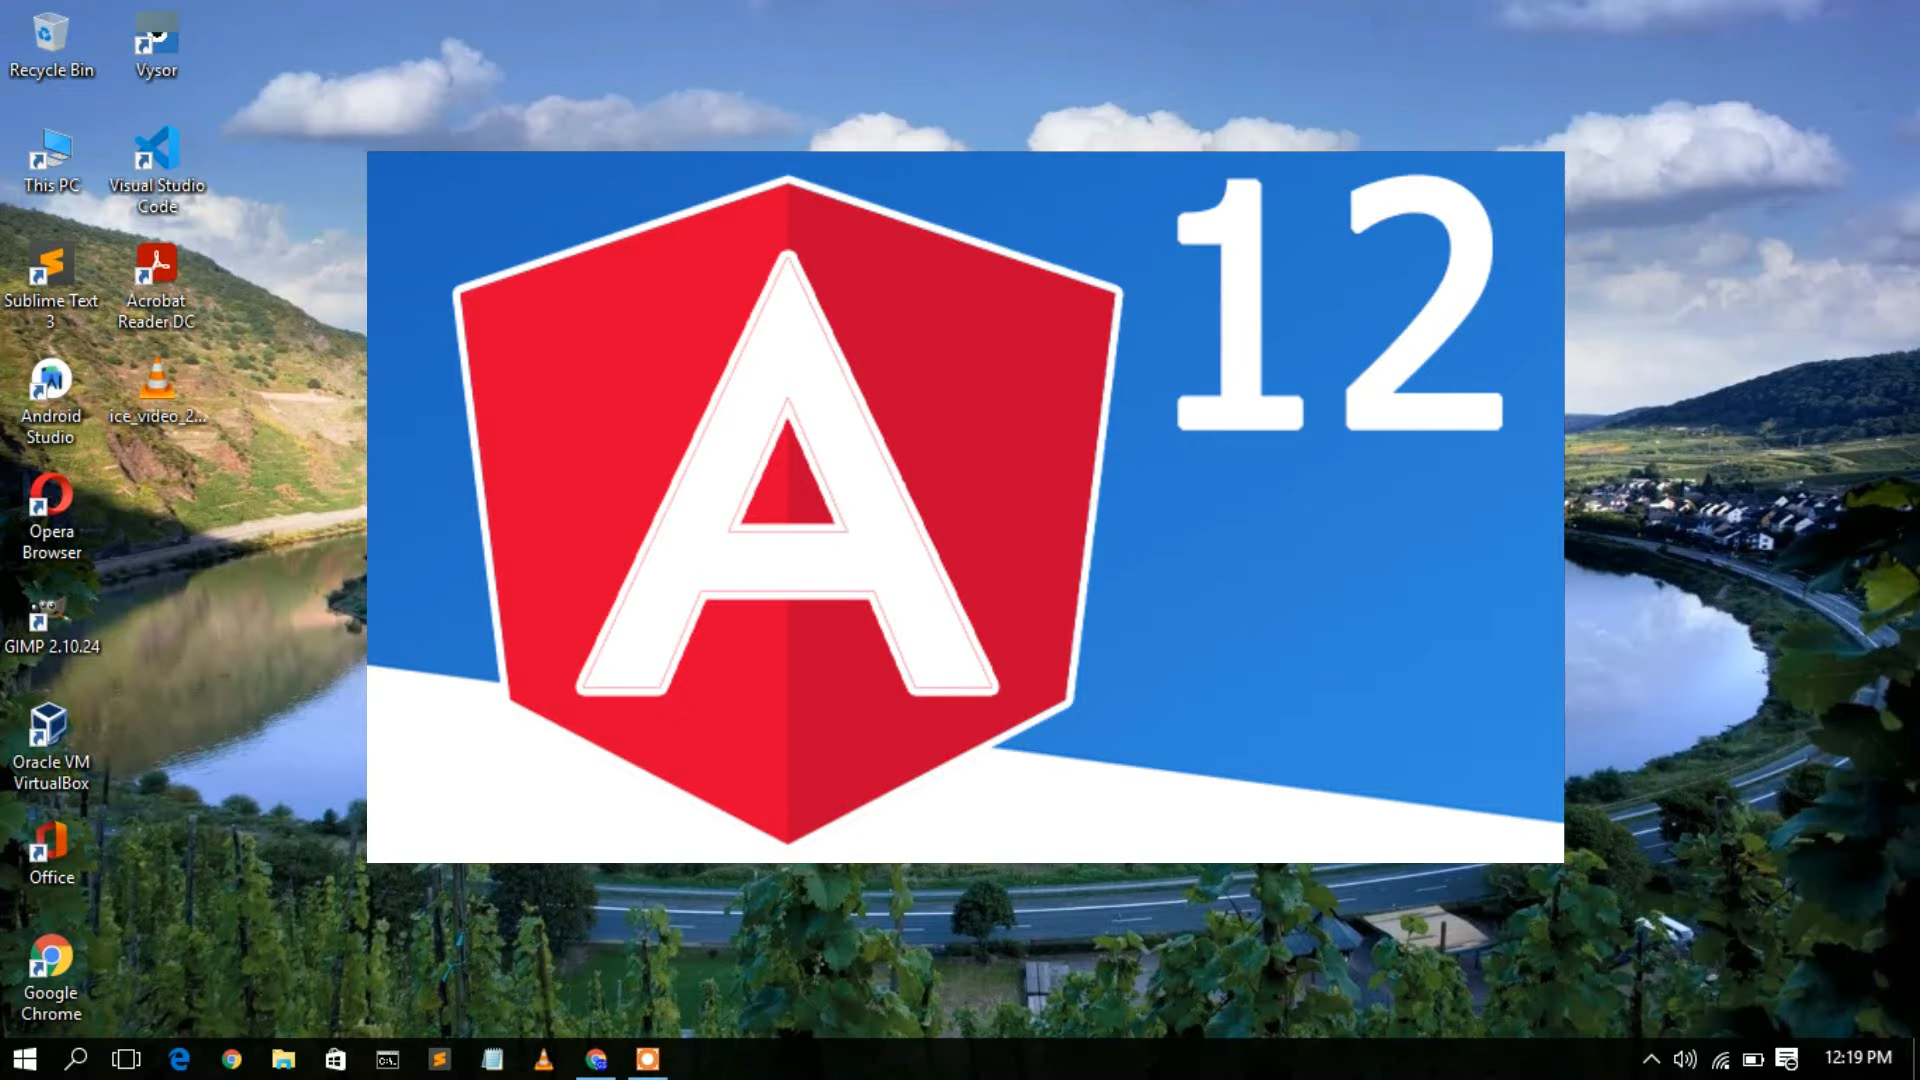 Recycle Bin
Vysor
This PC
Visual Studio
Code
Sublime Text
3
Acrobat
Reader DC
Android
Studio
ice_video_2...
Opera
Browser
GIMP 2.10.24
Oracle VM
VirtualBox
Office
Google
Chrome
A
12
12:19 PM